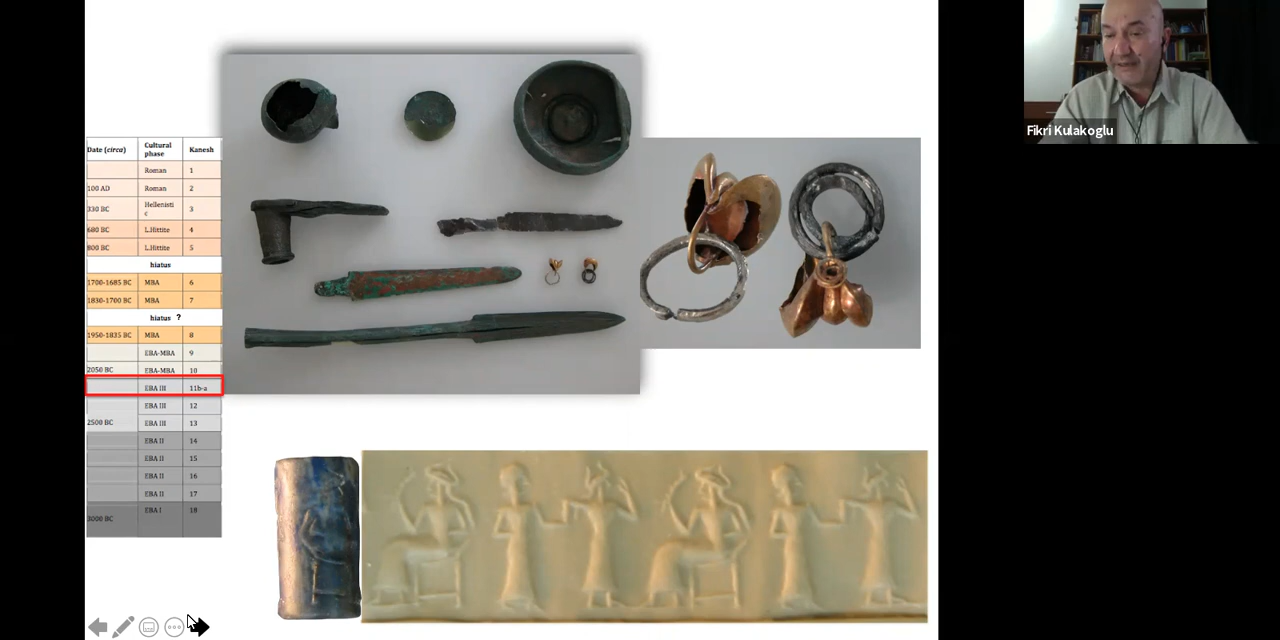 Fikri Kulakoglu
Date (circa) Cultural phase Kanesh
Roman 1
100 AD Roman 2
330 BC Hellenisti c 3
680 BC L.Hittite 4
800 BC L.Hittite 5
hiatus
1700-1685 BC MBA 6
1830-1700 BC MBA 7
hiatus ?
1950-1835 BC MBA 8
EBA-MBA 9
2050 BC EBA-MBA 10
EBA III 11b-a
EBA III 12
2500 BC EBA III 13
EBA II 14
EBA II 15
EBA II 16
EBA II 17
3000 BC EBA I 18